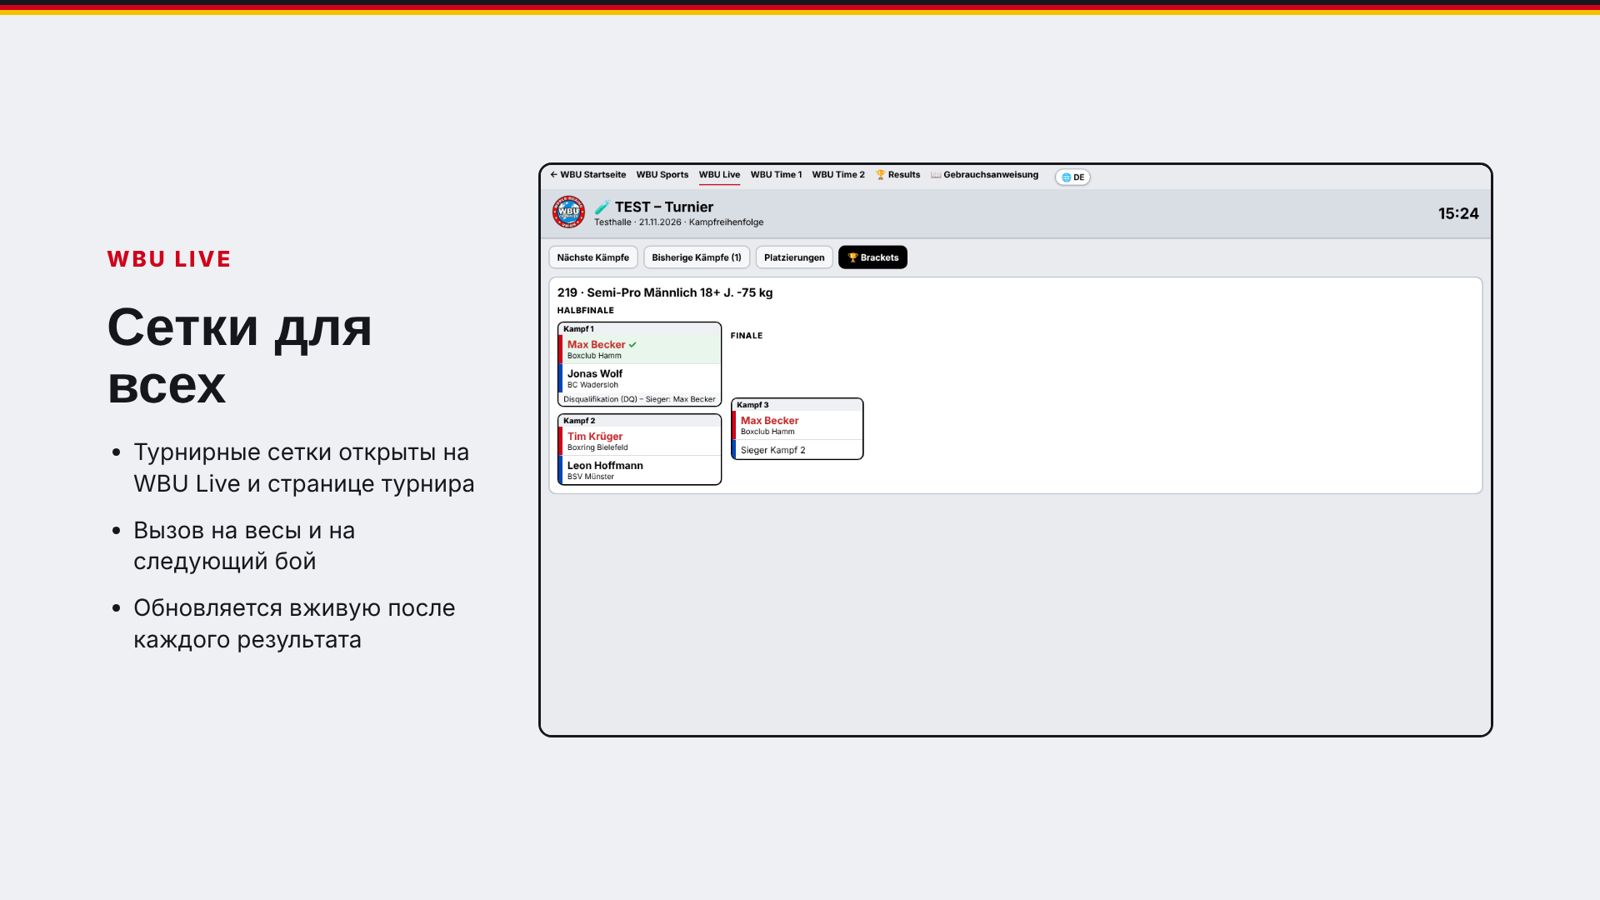 WBU LIVE
Сетки для
всех
• Турнирные сетки открыты на
WBU Live и странице турнира
• Вызов на весы и на
следующий бой
• Обновляется вживую после
каждого результата
← WBU Startseite WBU Sports WBU Live WBU Time 1 WBU Time 2 🏆 Results 📖 Gebrauchsanweisung 🌐 DE
WBU
🧪 TEST – Turnier
Testhalle · 21.11.2026 · Kampfreihenfolge
15:24
Nächste Kämpfe Bisherige Kämpfe (1) Platzierungen 🏆 Brackets
219 · Semi-Pro Männlich 18+ J. -75 kg
HALBFINALE
Kampf 1
Max Becker ✓
Boxclub Hamm
Jonas Wolf
BC Wadersloh
Disqualifikation (DQ) – Sieger: Max Becker
Kampf 2
Tim Krüger
Boxring Bielefeld
Leon Hoffmann
BSV Münster
FINALE
Kampf 3
Max Becker
Boxclub Hamm
Sieger Kampf 2